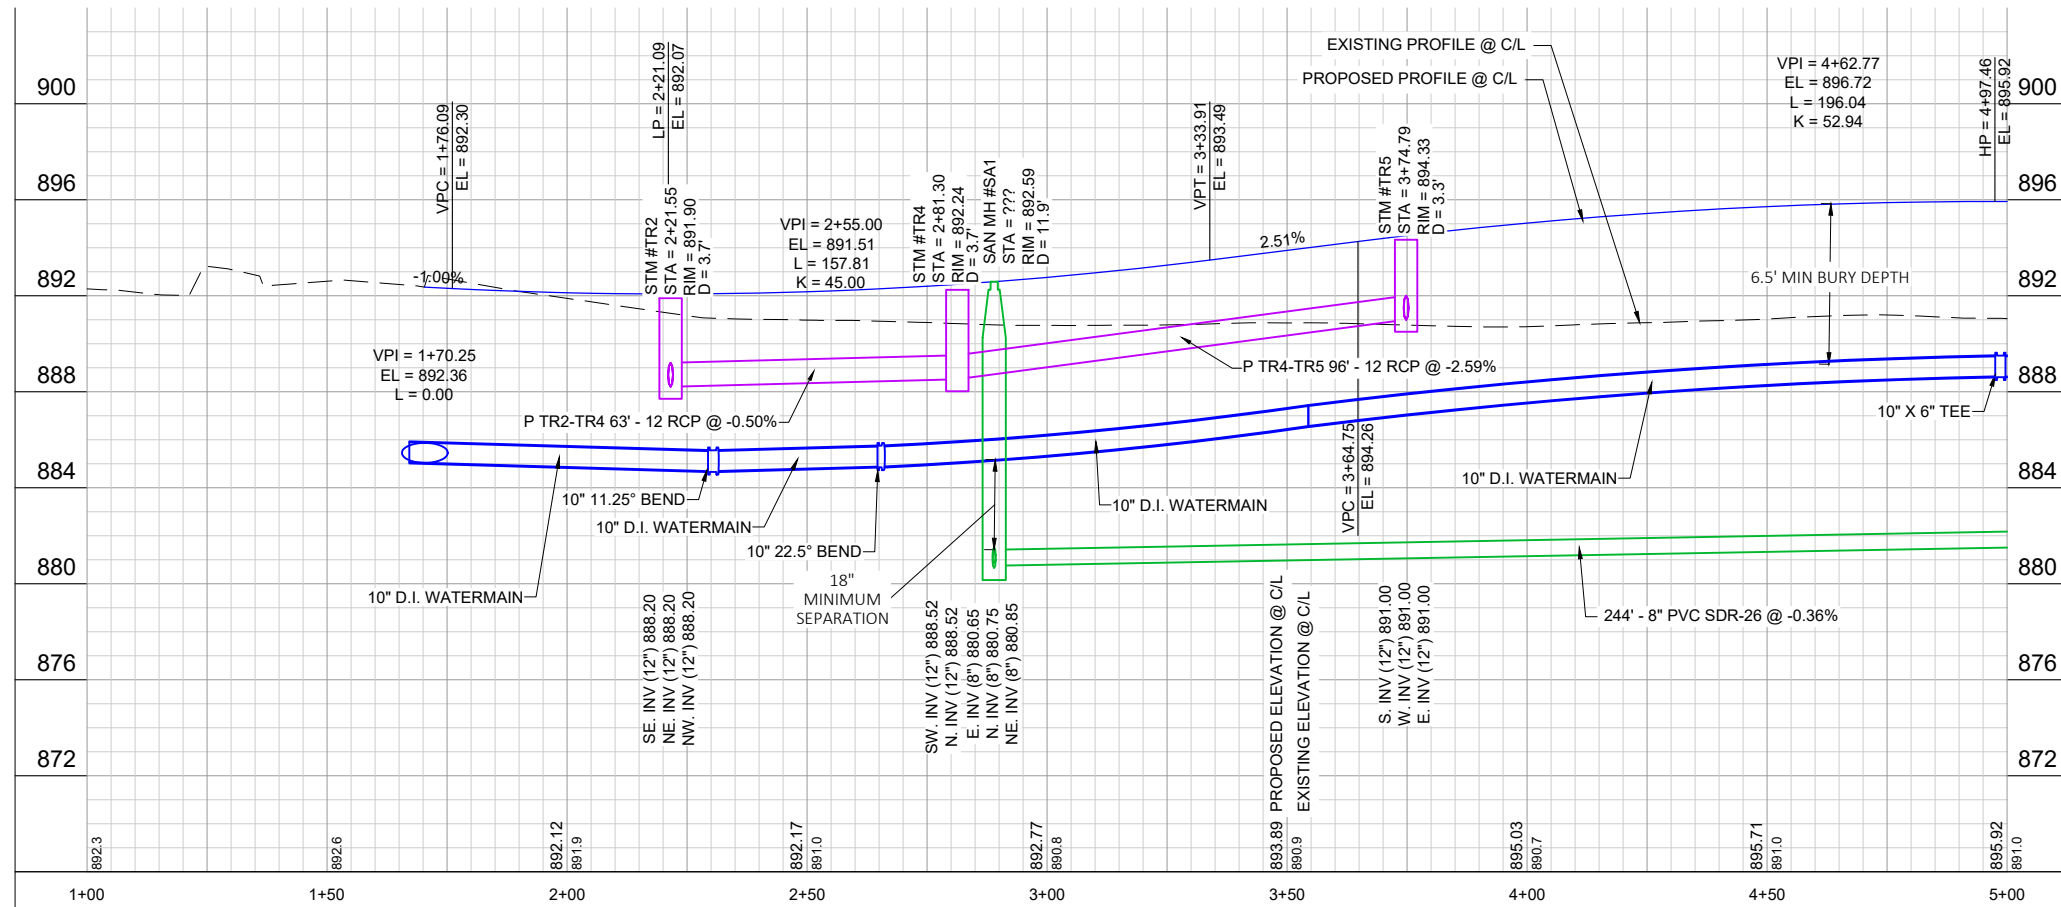 900
896
892
888
884
880
876
872
900
896
892
888
884
880
876
872
VPC = 1+76.09
EL = 892.30
LP = 2+21.09
EL = 892.07
-1.00%
STM #TR2
STA = 2+21.55
RIM = 891.90
D = 3.7'
VPI = 2+55.00
EL = 891.51
L = 157.81
K = 45.00
STM #TR4
STA = 2+81.30
RIM = 892.24
D = 3.7'
SAN MH #SA1
STA = ???
RIM = 892.59
D = 11.9'
VPT = 3+33.91
EL = 893.49
2.51%
EXISTING PROFILE @ C/L
PROPOSED PROFILE @ C/L
STM #TR5
STA = 3+74.79
RIM = 894.33
D = 3.3'
VPI = 4+62.77
EL = 896.72
L = 196.04
K = 52.94
HP = 4+97.46
EL = 895.92
6.5' MIN BURY DEPTH
VPI = 1+70.25
EL = 892.36
L = 0.00
P TR2-TR4 63' - 12 RCP @ -0.50%
P TR4-TR5 96' - 12 RCP @ -2.59%
10" X 6" TEE
10" 11.25° BEND
10" D.I. WATERMAIN
10" 22.5° BEND
10" D.I. WATERMAIN
10" D.I. WATERMAIN
10" D.I. WATERMAIN
VPC = 3+64.75
EL = 894.26
18"
MINIMUM
SEPARATION
244' - 8" PVC SDR-26 @ -0.36%
SE. INV (12") 888.20
NE. INV (12") 888.20
NW. INV (12") 888.20
SW. INV (12") 888.52
N. INV (12") 888.52
E. INV (8") 880.65
N. INV (8") 880.75
NE. INV (8") 880.85
S. INV (12") 891.00
W. INV (12") 891.00
E. INV (12") 891.00
892.3
892.6
892.12
891.9
892.17
891.0
892.77
890.8
893.89 PROPOSED ELEVATION @ C/L
890.9 EXISTING ELEVATION @ C/L
895.03
890.7
895.71
891.0
895.92
891.0
1+00
1+50
2+00
2+50
3+00
3+50
4+00
4+50
5+00